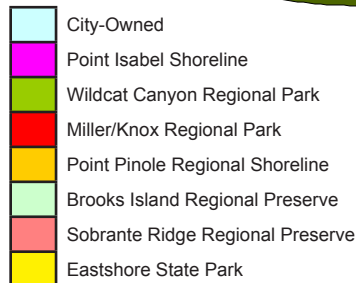 City-Owned
Point Isabel Shoreline
Wildcat Canyon Regional Park
Miller/Knox Regional Park
Point Pinole Regional Shoreline
Brooks Island Regional Preserve
Sobrante Ridge Regional Preserve
Eastshore State Park